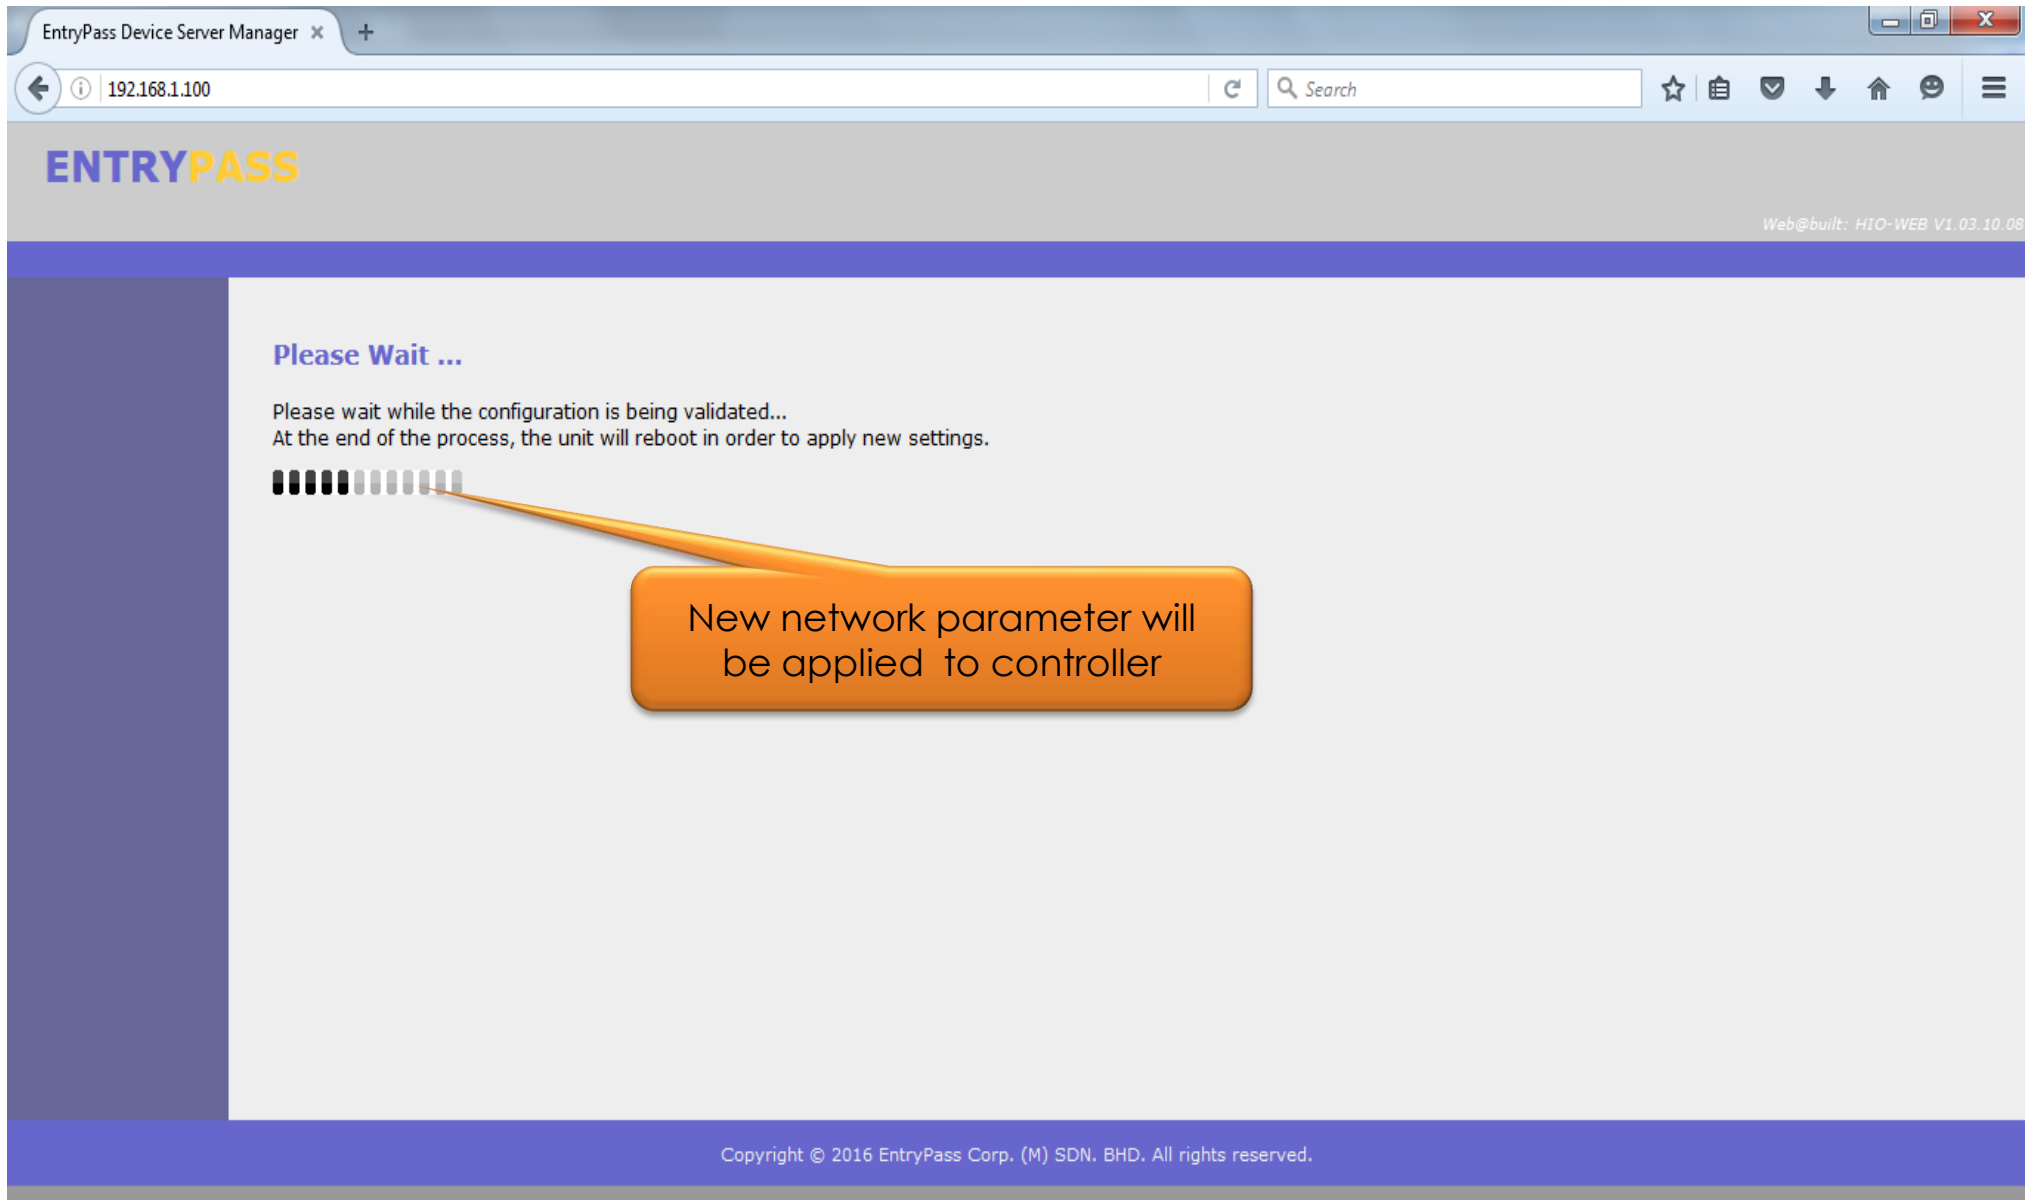 EntryPass Device Server Manager
192.168.1.100
Search
ENTRYPASS
Web@built: HIO-WEB V1.03.10.08
Please Wait ...
Please wait while the configuration is being validated...
At the end of the process, the unit will reboot in order to apply new settings.
New network parameter will
be applied to controller
Copyright © 2016 EntryPass Corp. (M) SDN. BHD. All rights reserved.